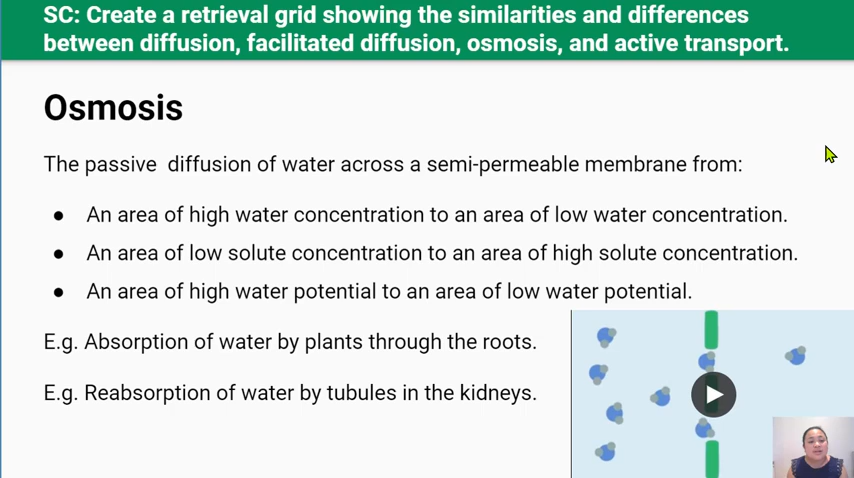 SC: Create a retrieval grid showing the similarities and differences
between diffusion, facilitated diffusion, osmosis, and active transport.
Osmosis
The passive diffusion of water across a semi-permeable membrane from:
● An area of high water concentration to an area of low water concentration.
● An area of low solute concentration to an area of high solute concentration.
● An area of high water potential to an area of low water potential.
E.g. Absorption of water by plants through the roots.
E.g. Reabsorption of water by tubules in the kidneys.